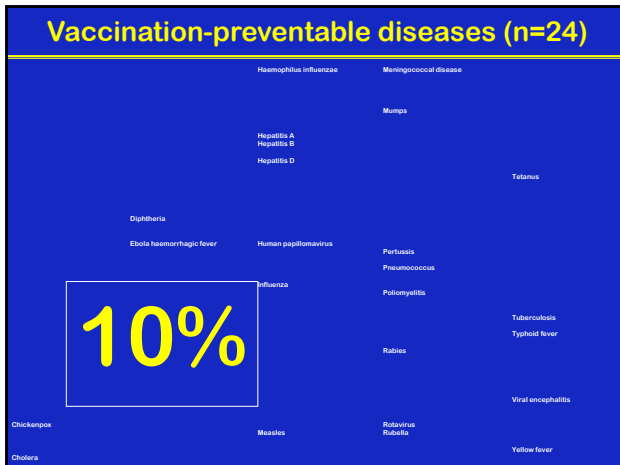 Vaccination-preventable diseases (n=24)
Chickenpox
Cholera
Diphtheria
Ebola haemorrhagic fever
10%
Haemophilus influenzae
Hepatitis A
Hepatitis B
Hepatitis D
Human papillomavirus
Influenza
Measles
Meningococcal disease
Mumps
Pertussis
Pneumococcus
Poliomyelitis
Rabies
Rotavirus
Rubella
Tetanus
Tuberculosis
Typhoid fever
Viral encephalitis
Yellow fever